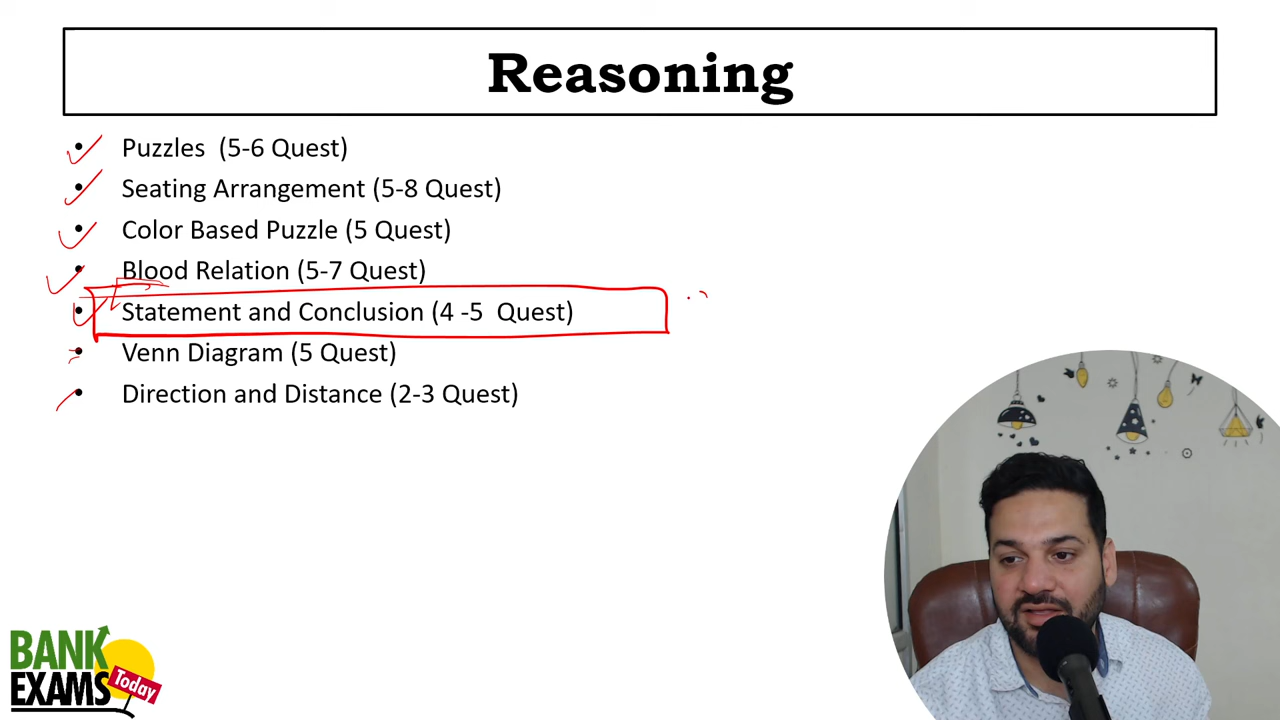 Reasoning
• Puzzles (5-6 Quest)
• Seating Arrangement (5-8 Quest)
• Color Based Puzzle (5 Quest)
• Blood Relation (5-7 Quest)
• Statement and Conclusion (4 -5 Quest)
• Venn Diagram (5 Quest)
• Direction and Distance (2-3 Quest)
BANK
EXAMS Today